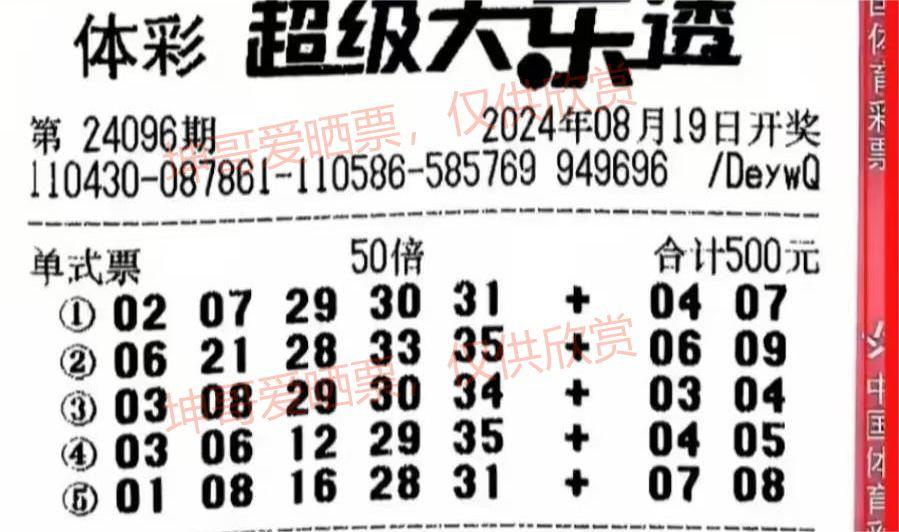 体彩 超级大乐透
第 24096期 2024年08月19日开奖
110430-087861-110586-585769 949696 /DeywQ
单式票 50倍 合计500元
① 02 07 29 30 31 + 04 07
② 06 21 28 33 35 + 06 09
③ 03 08 29 30 34 + 03 04
④ 03 06 12 29 35 + 04 05
⑤ 01 08 16 28 31 + 07 08
坤哥爱晒票，仅供欣赏
坤哥爱晒票，仅供欣赏
国体育彩票
中国体育彩